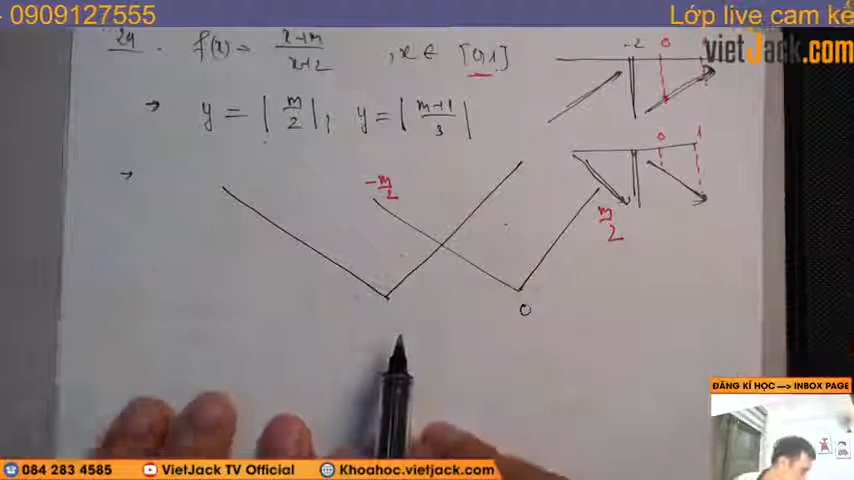 0909127555
Lớp live cam kế
vietJack.com
24. f(x) = x+m / x+2 , x ∈ [0,1]
→ y = | m/2 |; y = | m+1 / 3 |
-2 0
0 1
→
-m/2
m/2
0
ĐĂNG KÍ HỌC → INBOX PAGE
084 283 4585 VietJack TV Official Khoahoc.vietjack.com